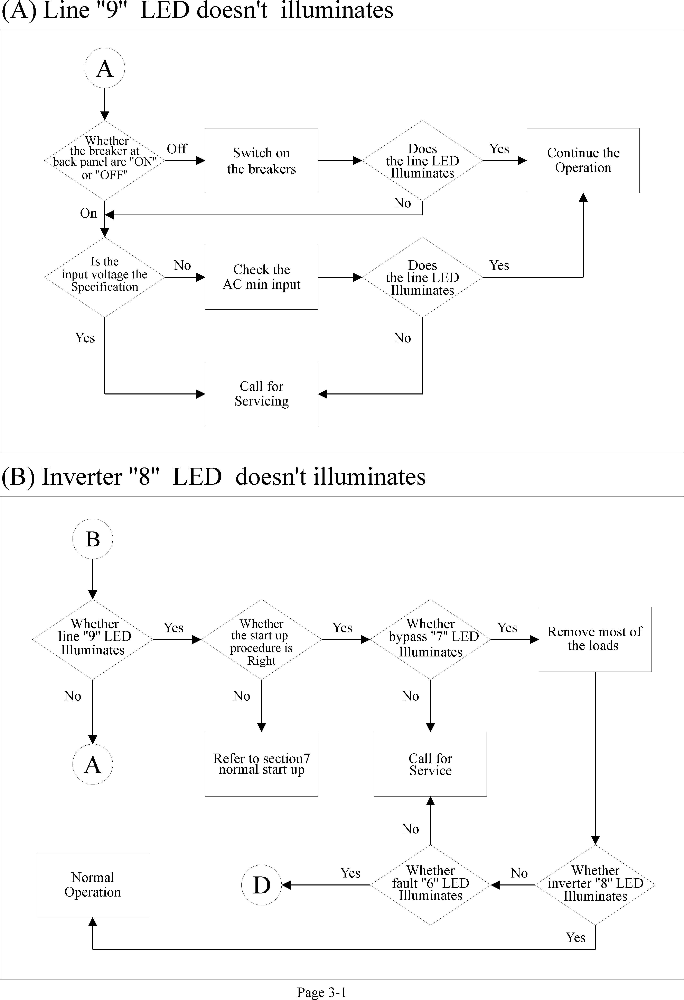 (A) Line "9" LED doesn't illuminates
A
Whether
the breaker at
back panel are "ON"
or "OFF"
Off
Switch on
the breakers
Does
the line LED
Illuminates
Yes
Continue the
Operation
On
No
Is the
input voltage the
Specification
No
Check the
AC min input
Does
the line LED
Illuminates
Yes
Yes
No
Call for
Servicing
(B) Inverter "8" LED doesn't illuminates
B
Whether
line "9" LED
Illuminates
Yes
Whether
the start up
procedure is
Right
Yes
Whether
bypass "7" LED
Illuminates
Yes
Remove most of
the loads
No
No
No
A
Refer to section7
normal start up
Call for
Service
No
Normal
Operation
D
Yes
Whether
fault "6" LED
Illuminates
No
Whether
inverter "8" LED
Illuminates
Yes
Page 3-1